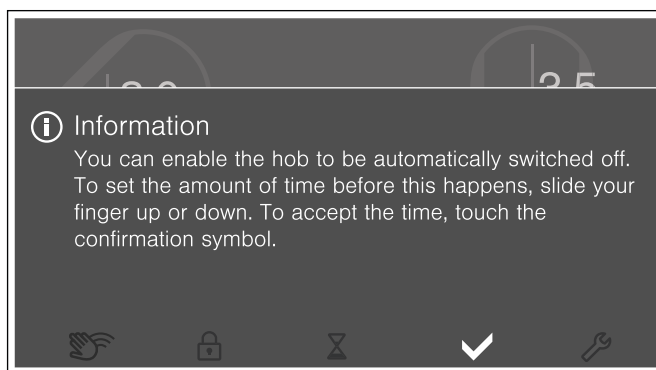 Information
You can enable the hob to be automatically switched off.
To set the amount of time before this happens, slide your
finger up or down. To accept the time, touch the
confirmation symbol.